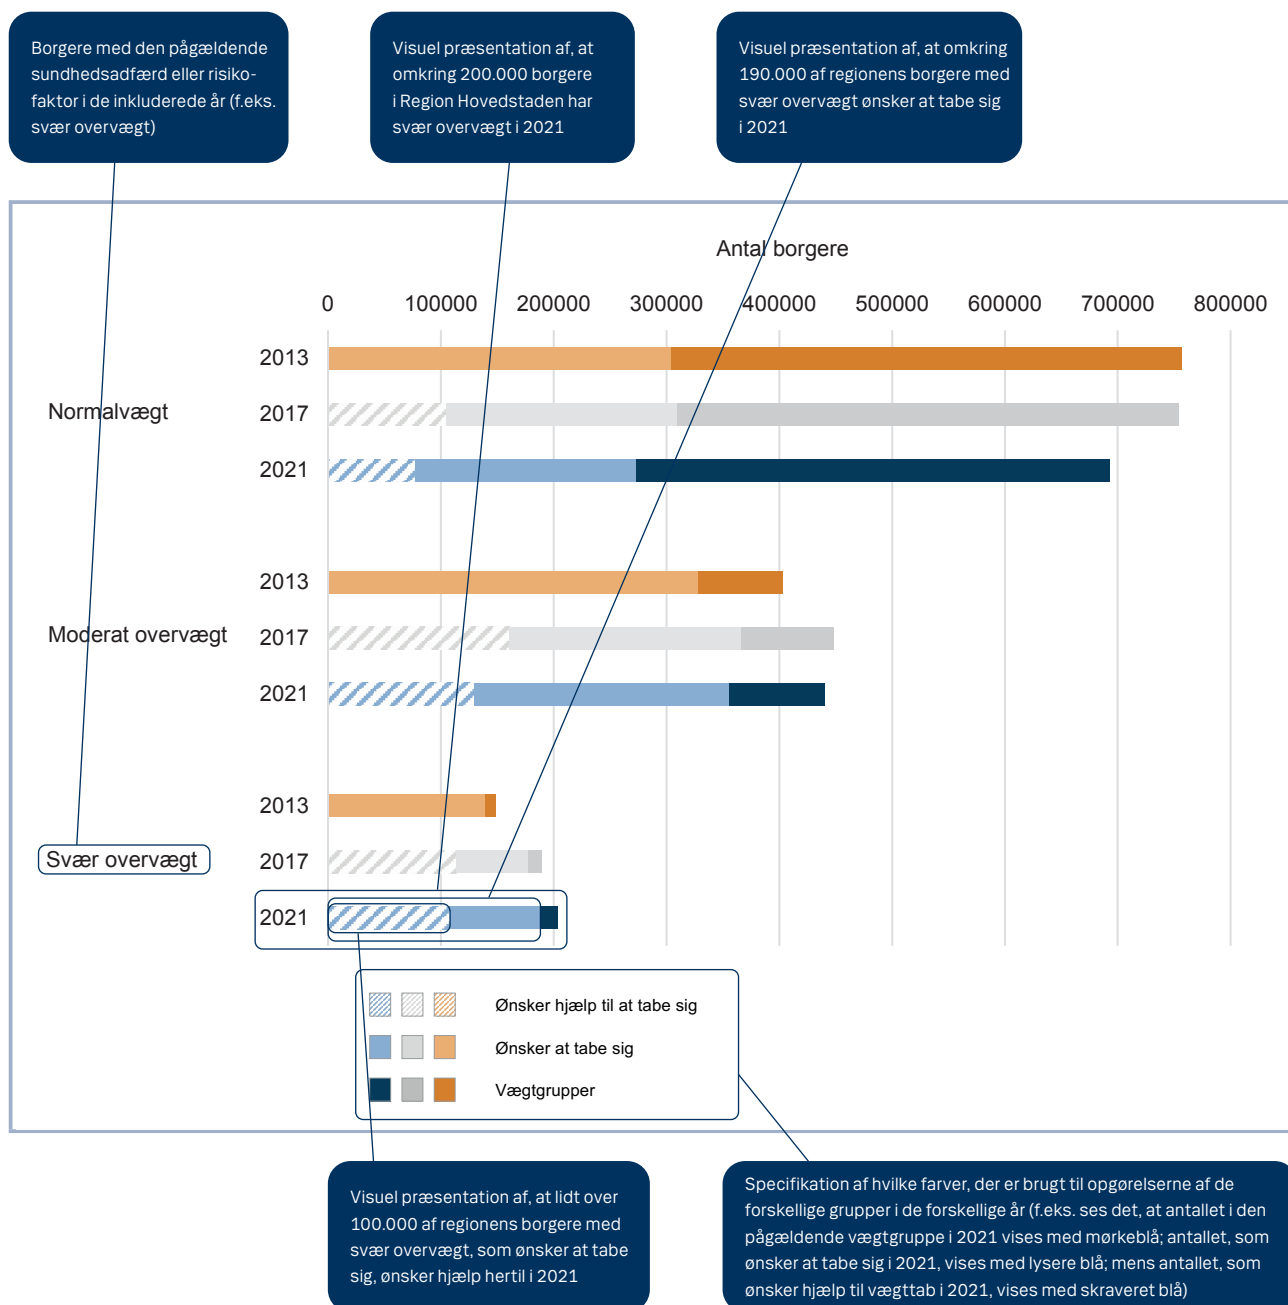 Borgere med den pågældende
sundhedsadfærd eller risiko-
faktor i de inkluderede år (f.eks.
svær overvægt)
Visuel præsentation af, at
omkring 200.000 borgere
i Region Hovedstaden har
svær overvægt i 2021
Visuel præsentation af, at omkring
190.000 af regionens borgere med
svær overvægt ønsker at tabe sig
i 2021
Antal borgere
0 100000 200000 300000 400000 500000 600000 700000 800000
2013
Normalvægt 2017
2021
2013
Moderat overvægt 2017
2021
2013
Svær overvægt 2017
2021
Ønsker hjælp til at tabe sig
Ønsker at tabe sig
Vægtgrupper
Visuel præsentation af, at lidt over
100.000 af regionens borgere med
svær overvægt, som ønsker at tabe
sig, ønsker hjælp hertil i 2021
Specifikation af hvilke farver, der er brugt til opgørelserne af de
forskellige grupper i de forskellige år (f.eks. ses det, at antallet i den
pågældende vægtgruppe i 2021 vises med mørkeblå; antallet, som
ønsker at tabe sig i 2021, vises med lysere blå; mens antallet, som
ønsker hjælp til vægttab i 2021, vises med skraveret blå)